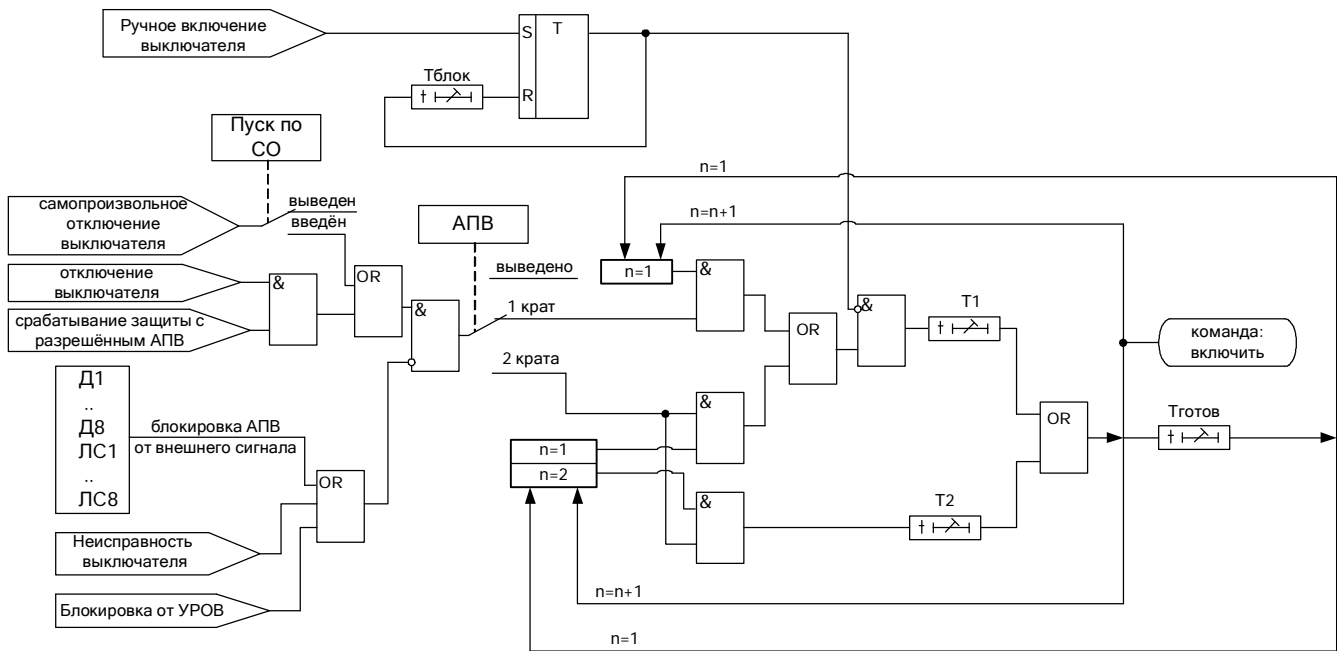 Ручное включение
выключателя
S
T
R
Tблок
Пуск по
СО
n=1
n=n+1
самопроизвольное
отключение
выключателя
выведен
введён
АПВ
отключение
выключателя
&
OR
срабатывание защиты с
разрешённым АПВ
&
выведено
1 крат
2 крата
n=1
&
OR
&
T1
команда:
включить
Д1
..
Д8
ЛС1
..
ЛС8
блокировка АПВ
от внешнего сигнала
OR
&
n=1
n=2
&
T2
OR
Tготов
Неисправность
выключателя
Блокировка от УРОВ
n=n+1
n=1